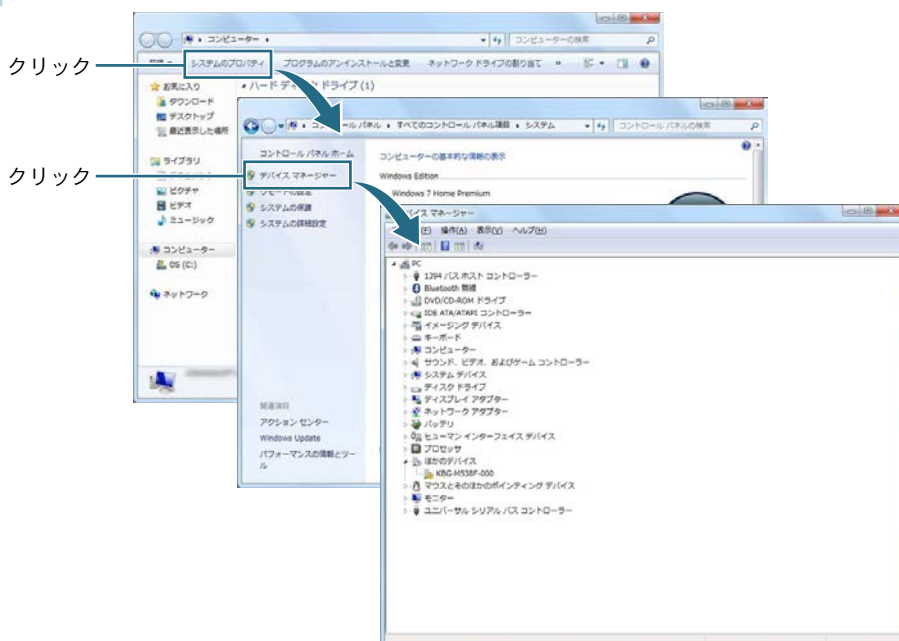 クリック
クリック
コンピューター
コンピューターの検索
システムのプロパティ
プログラムのアンインストールと変更
ネットワーク ドライブの割り当て
»
お気に入り
ダウンロード
デスクトップ
最近表示した場所
ライブラリ
ピクチャ
ビデオ
ミュージック
コンピューター
OS (C:)
ネットワーク
ハード ディスク ドライブ (1)
すべてのコントロール パネル項目
システム
コントロール パネルの検索
コントロール パネル ホーム
デバイス マネージャー
システムの保護
システムの詳細設定
関連項目
アクション センター
Windows Update
パフォーマンスの情報とツー
ル
コンピューターの基本的な情報の表示
Windows Edition
Windows 7 Home Premium
デバイス マネージャー
操作(A) 表示(V) ヘルプ(H)
PC
1394 バス ホスト コントローラー
Bluetooth 無線
DVD/CD-ROM ドライブ
IDE ATA/ATAPI コントローラー
イメージング デバイス
キーボード
コンピューター
サウンド、ビデオ、およびゲーム コントローラー
システム デバイス
ディスク ドライブ
ディスプレイ アダプター
ネットワーク アダプター
バッテリ
ヒューマン インターフェイス デバイス
プロセッサ
ほかのデバイス
KBG-M538F-000
マウスとそのほかのポインティング デバイス
モニター
ユニバーサル シリアル バス コントローラー